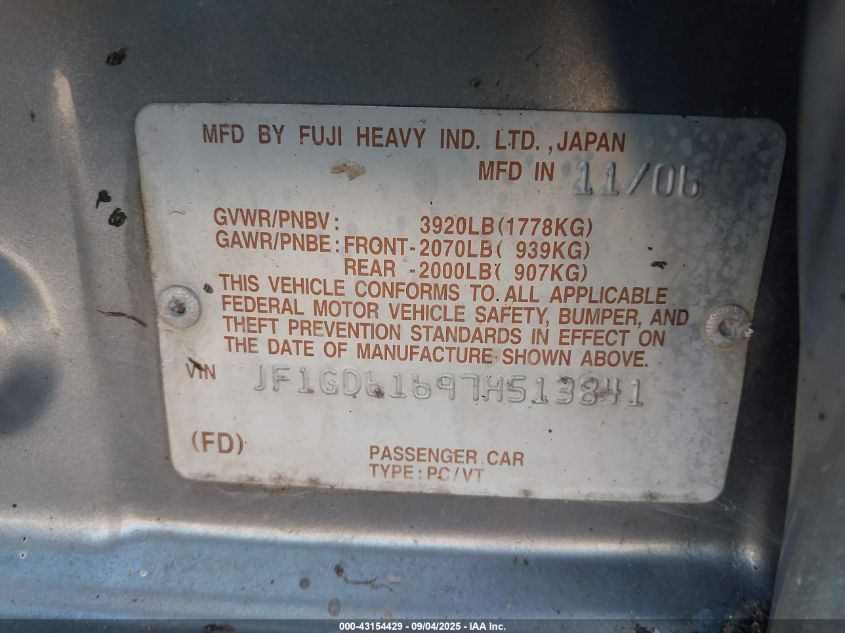 MFD BY FUJI HEAVY IND. LTD.,JAPAN
MFD IN 11/06
GVWR/PNBV: 3920LB(1778KG)
GAWR/PNBE:FRONT-2070LB( 939KG)
REAR -2000LB( 907KG)
THIS VEHICLE CONFORMS TO ALL APPLICABLE
FEDERAL MOTOR VEHICLE SAFETY, BUMPER, AND
THEFT PREVENTION STANDARDS IN EFFECT ON
THE DATE OF MANUFACTURE SHOWN ABOVE.
VIN JF1GD61697H513841
(FD)
PASSENGER CAR
TYPE:PC/VT
000-43154429 - 09/04/2025 - IAA Inc.